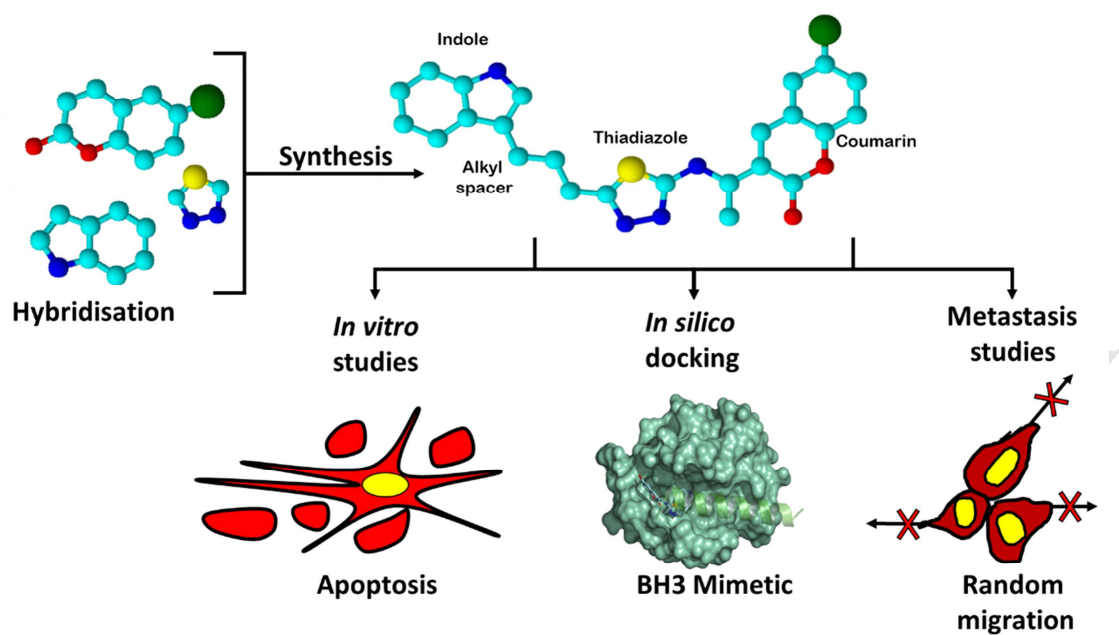 Indole
Thiadiazole
Coumarin
Alkyl
spacer
Synthesis
Hybridisation
In vitro
studies
In silico
docking
Metastasis
studies
Apoptosis
BH3 Mimetic
Random
migration